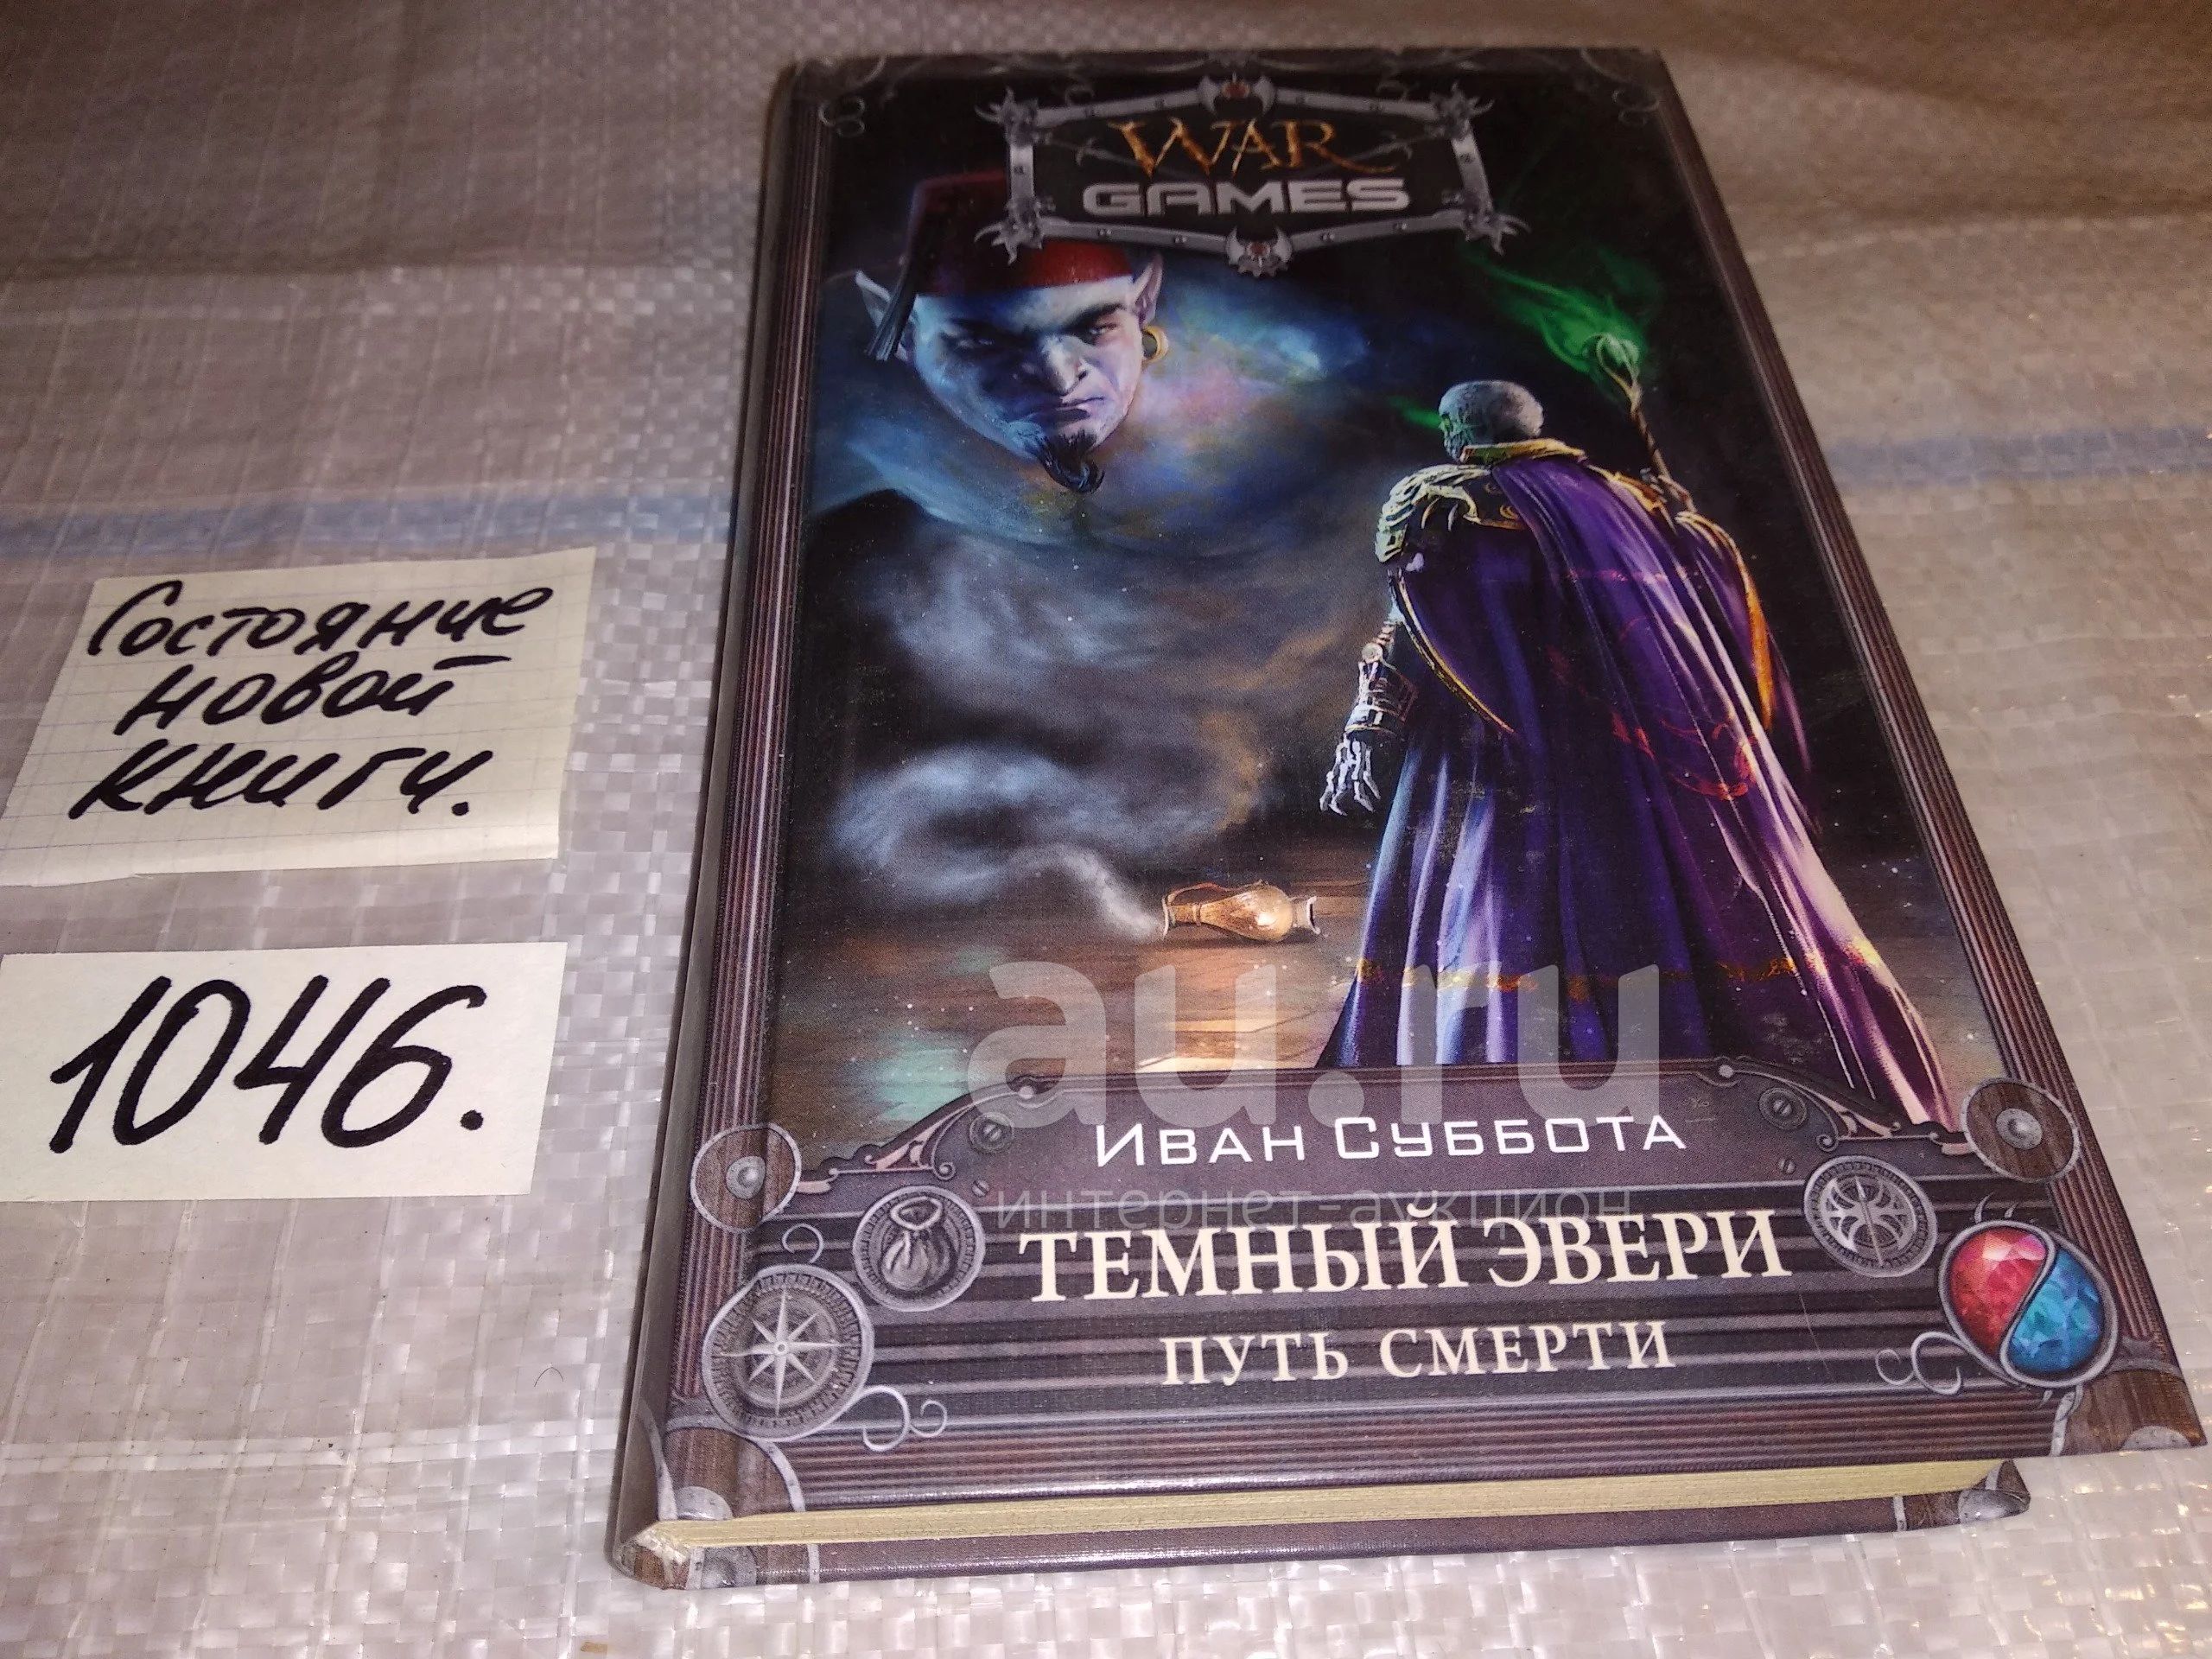 WAR
GAMES
Состояние
новой
книги.
1046.
au.ru
Иван Суббота
интернет-аукцион
ТЕМНЫЙ ЭВЕРИ
ПУТЬ СМЕРТИ